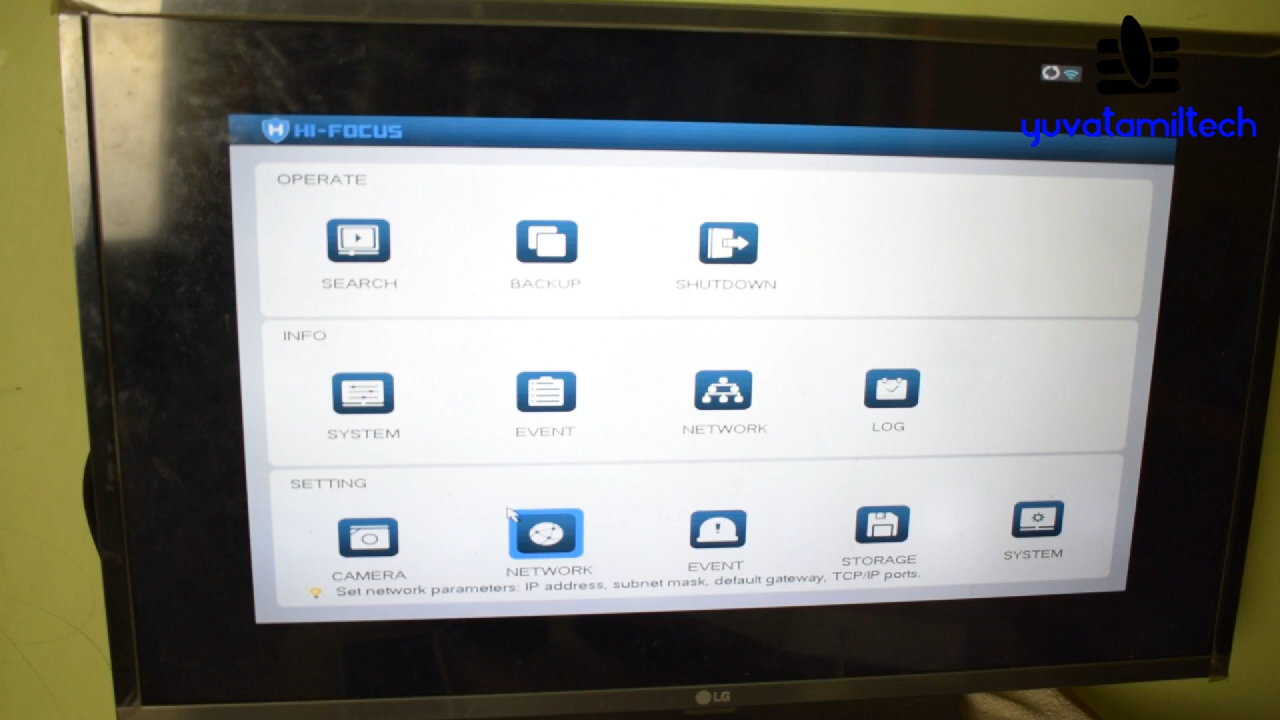 yuvatamiltech
HI-FOCUS
OPERATE
SEARCH BACKUP SHUTDOWN
INFO
SYSTEM EVENT NETWORK LOG
SETTING
CAMERA NETWORK EVENT STORAGE SYSTEM
Set network parameters: IP address, subnet mask, default gateway, TCP/IP ports.
LG